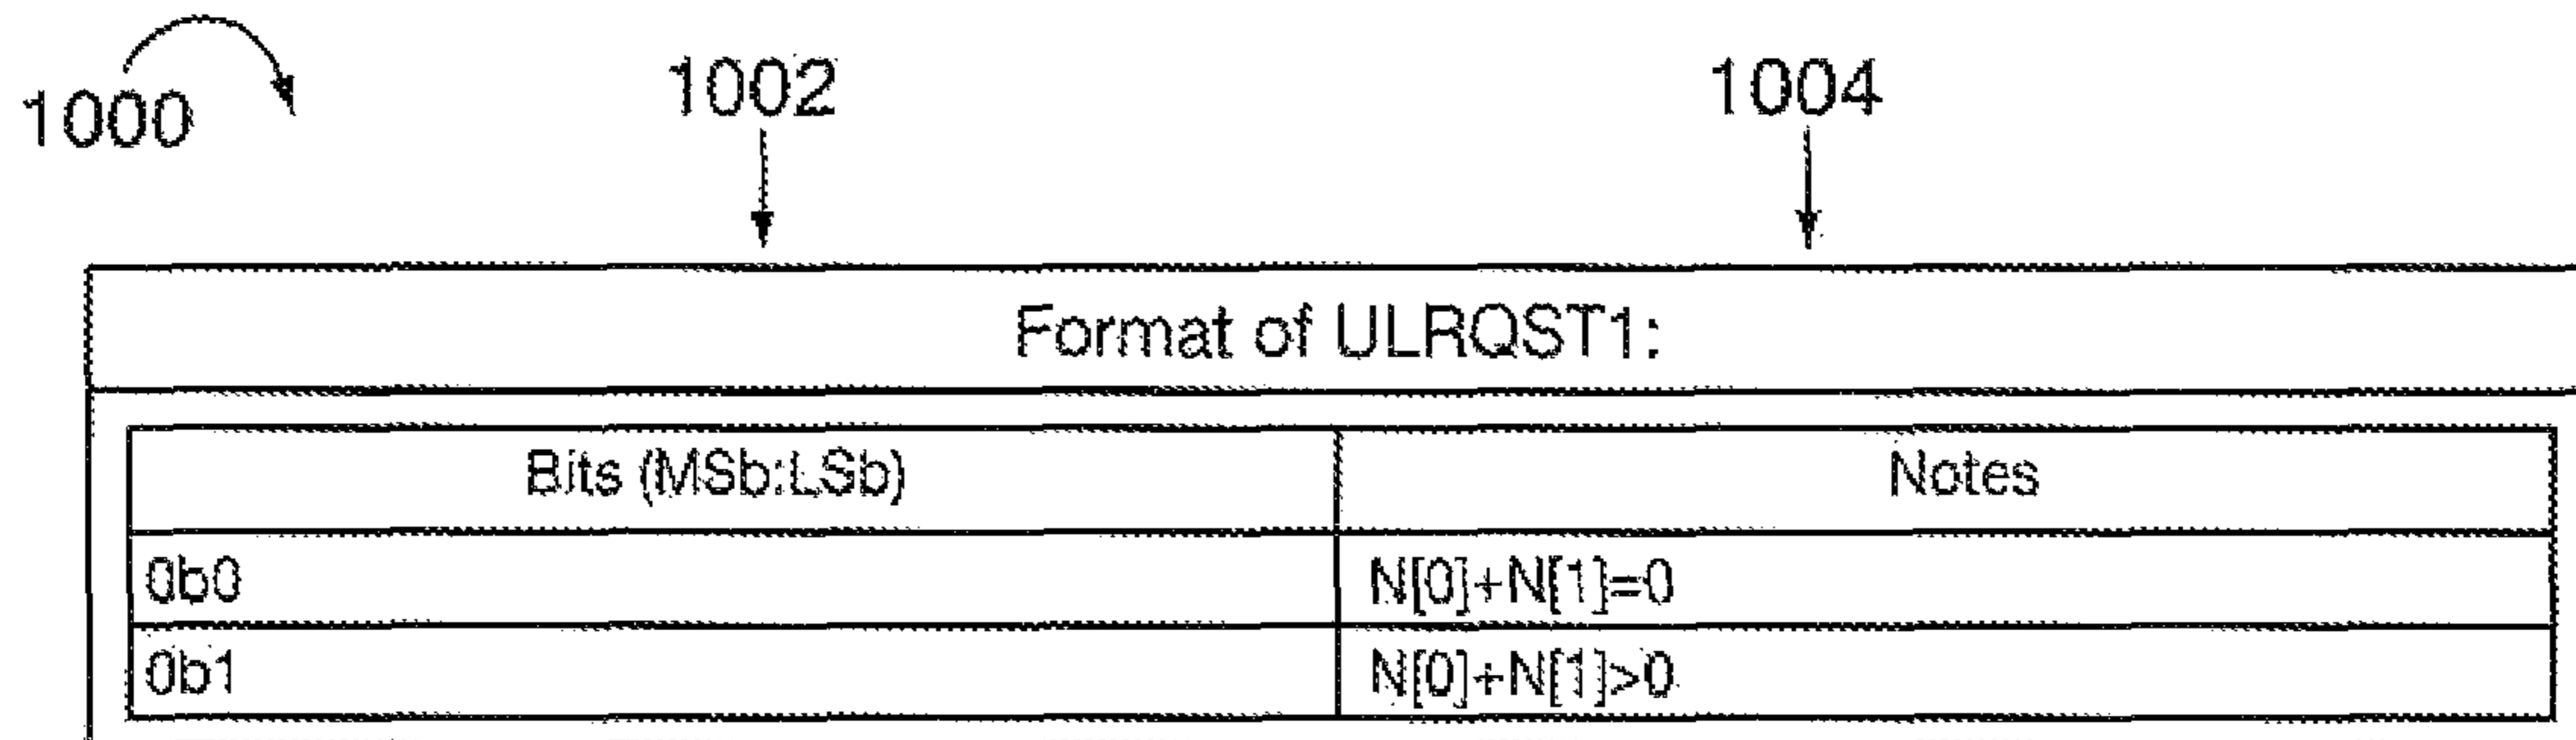 1000 1002 1004
Format of ULRQST1:
Bits (MSb:LSb) Notes
0b0 N[0]+N[1]=0
0b1 N[0]+N[1]>0